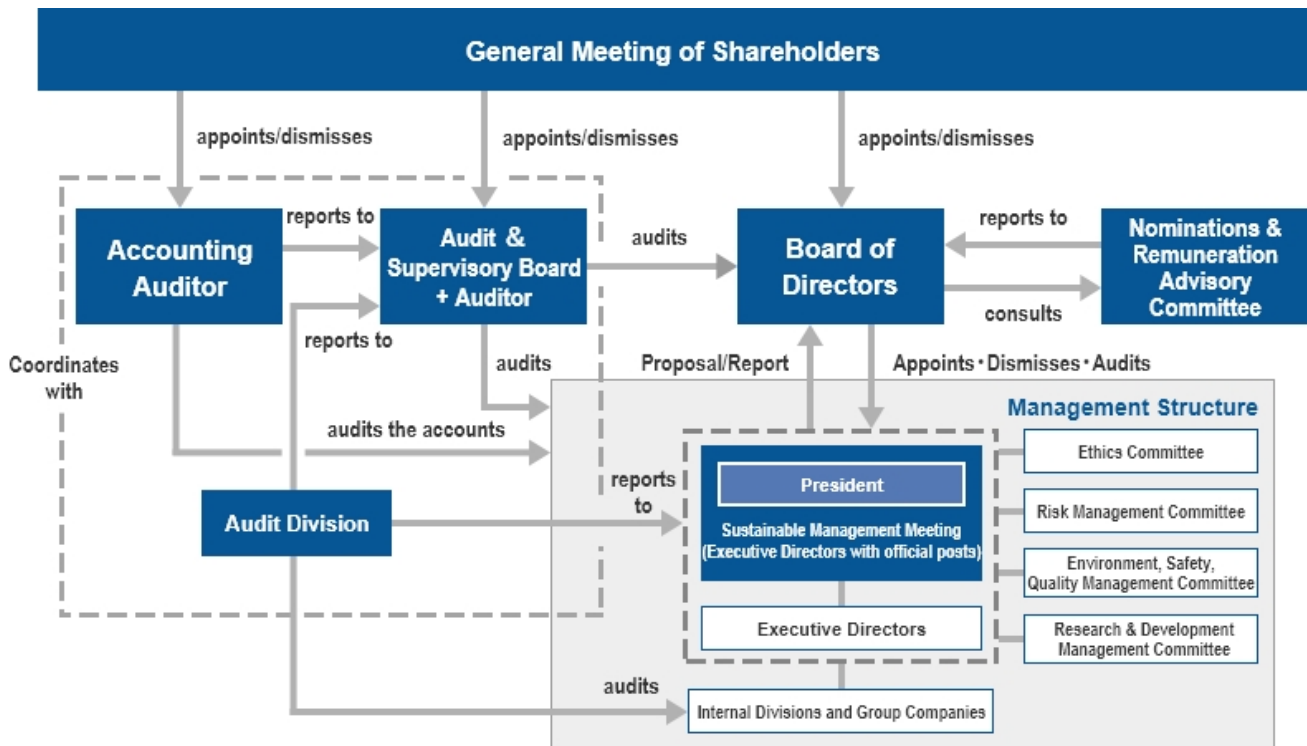 General Meeting of Shareholders
appoints/dismisses
appoints/dismisses
appoints/dismisses
Accounting
Auditor
reports to
Audit &
Supervisory Board
+ Auditor
audits
Board of
Directors
reports to
consults
Nominations &
Remuneration
Advisory
Committee
Coordinates
with
reports to
audits
Proposal/Report
Appoints・Dismisses・Audits
audits the accounts
Management Structure
Audit Division
reports
to
President
Sustainable Management Meeting
(Executive Directors with official posts)
Executive Directors
Ethics Committee
Risk Management Committee
Environment, Safety,
Quality Management Committee
Research & Development
Management Committee
audits
Internal Divisions and Group Companies